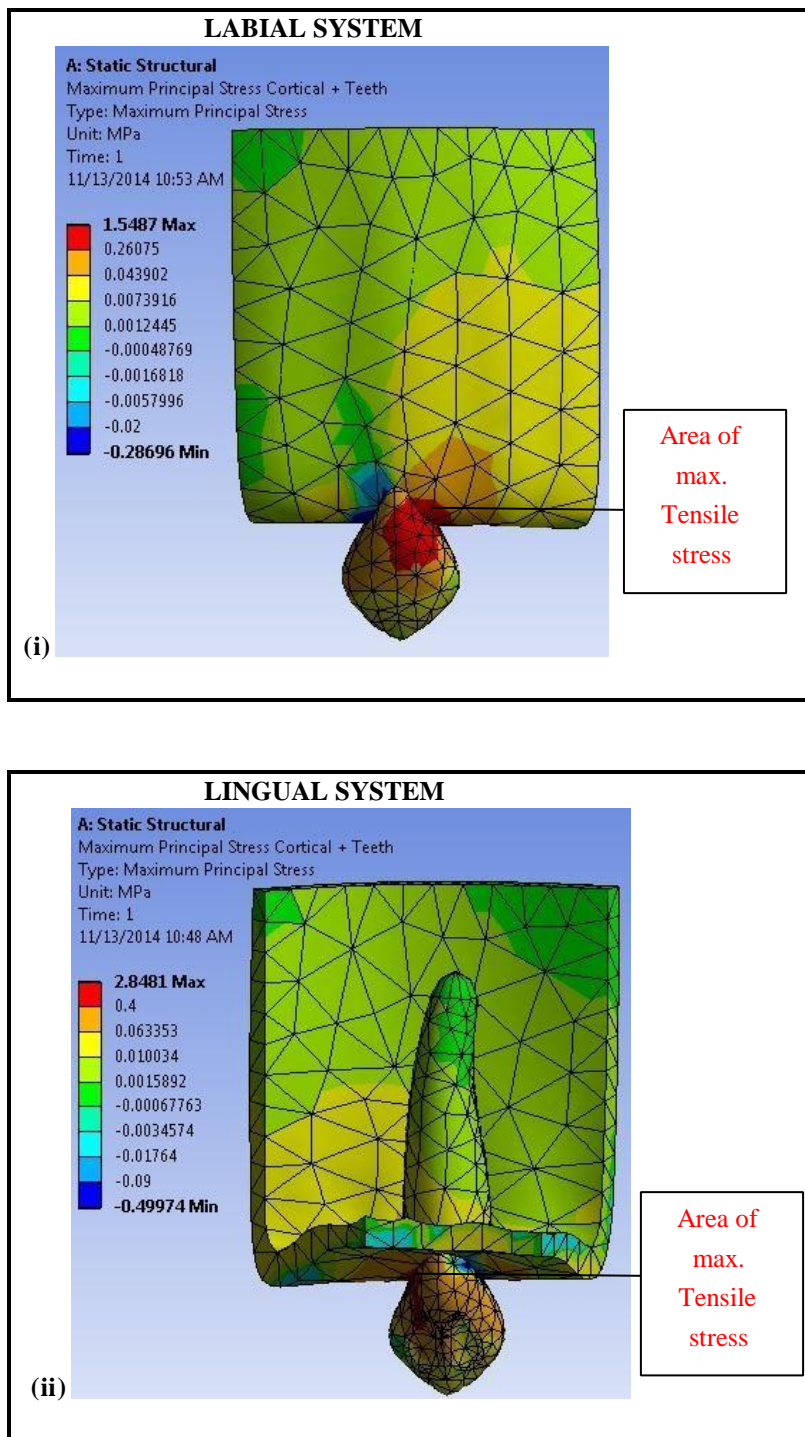 LABIAL SYSTEM
A: Static Structural
Maximum Principal Stress Cortical + Teeth
Type: Maximum Principal Stress
Unit: MPa
Time: 1
11/13/2014 10:53 AM
1.5487 Max
0.26075
0.043902
0.0073916
0.0012445
-0.00048769
-0.0016818
-0.0057996
-0.02
-0.28696 Min
Area of
max.
Tensile
stress
(i)
LINGUAL SYSTEM
A: Static Structural
Maximum Principal Stress Cortical + Teeth
Type: Maximum Principal Stress
Unit: MPa
Time: 1
11/13/2014 10:48 AM
2.8481 Max
0.4
0.063353
0.010034
0.0015892
-0.00067763
-0.0034574
-0.01764
-0.09
-0.49974 Min
Area of
max.
Tensile
stress
(ii)